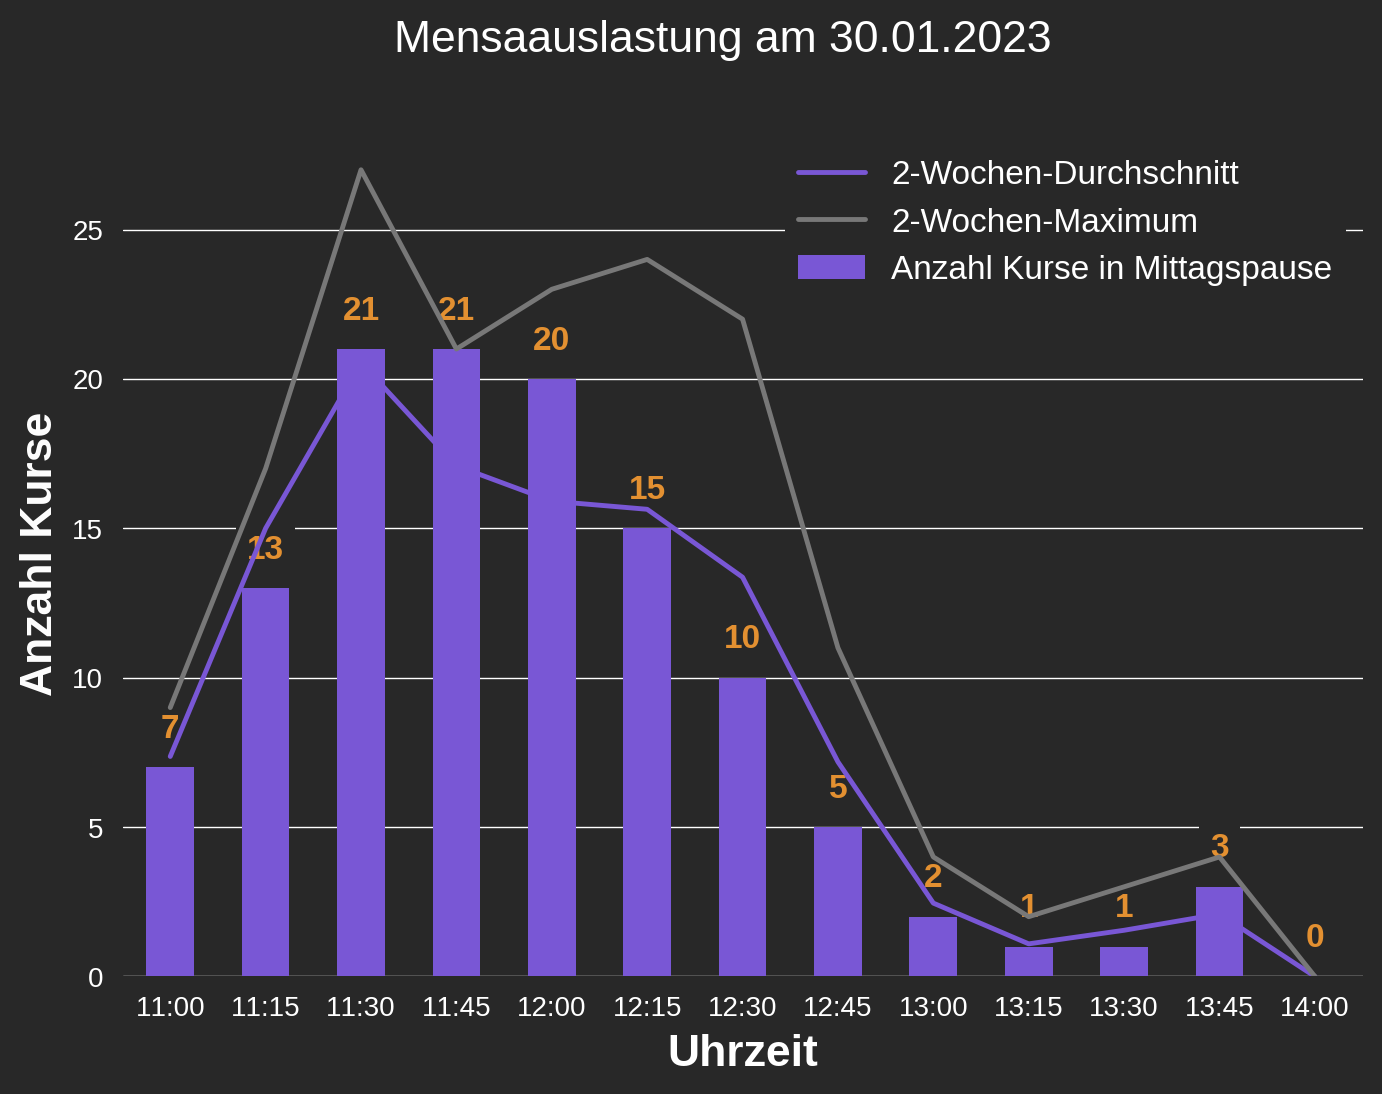 Mensaauslastung am 30.01.2023
2-Wochen-Durchschnitt
2-Wochen-Maximum
Anzahl Kurse in Mittagspause
Anzahl Kurse
25
20
15
10
5
0
7
13
21
21
20
15
10
5
2
1
1
3
0
11:00 11:15 11:30 11:45 12:00 12:15 12:30 12:45 13:00 13:15 13:30 13:45 14:00
Uhrzeit